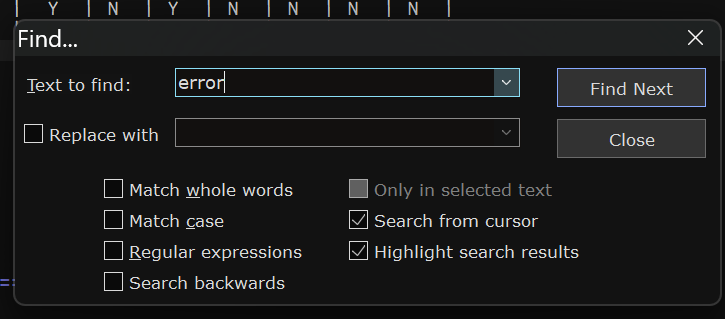 | Y | N | Y | N | N | N | N |
Find...
Text to find: error
Find Next
Replace with
Close
Match whole words Only in selected text
Match case Search from cursor
Regular expressions Highlight search results
Search backwards
==